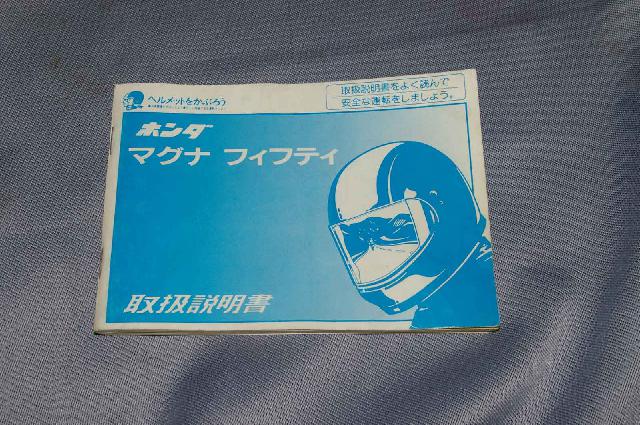 ヘルメットをかぶろう
取扱説明書をよく読んで
安全な運転をしましょう。
ホンダ
マグナ フィフティ
取扱説明書